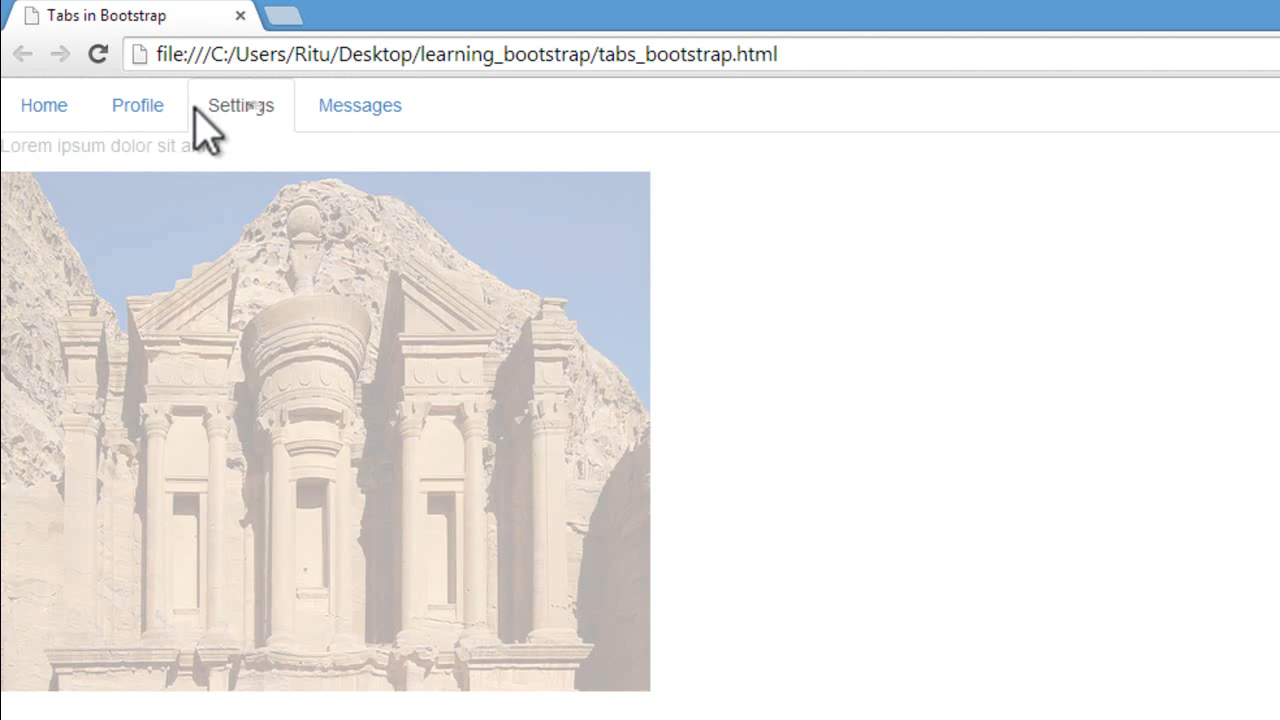 Tabs in Bootstrap
file:///C:/Users/Ritu/Desktop/learning_bootstrap/tabs_bootstrap.html
Home Profile Settings Messages
Lorem ipsum dolor sit